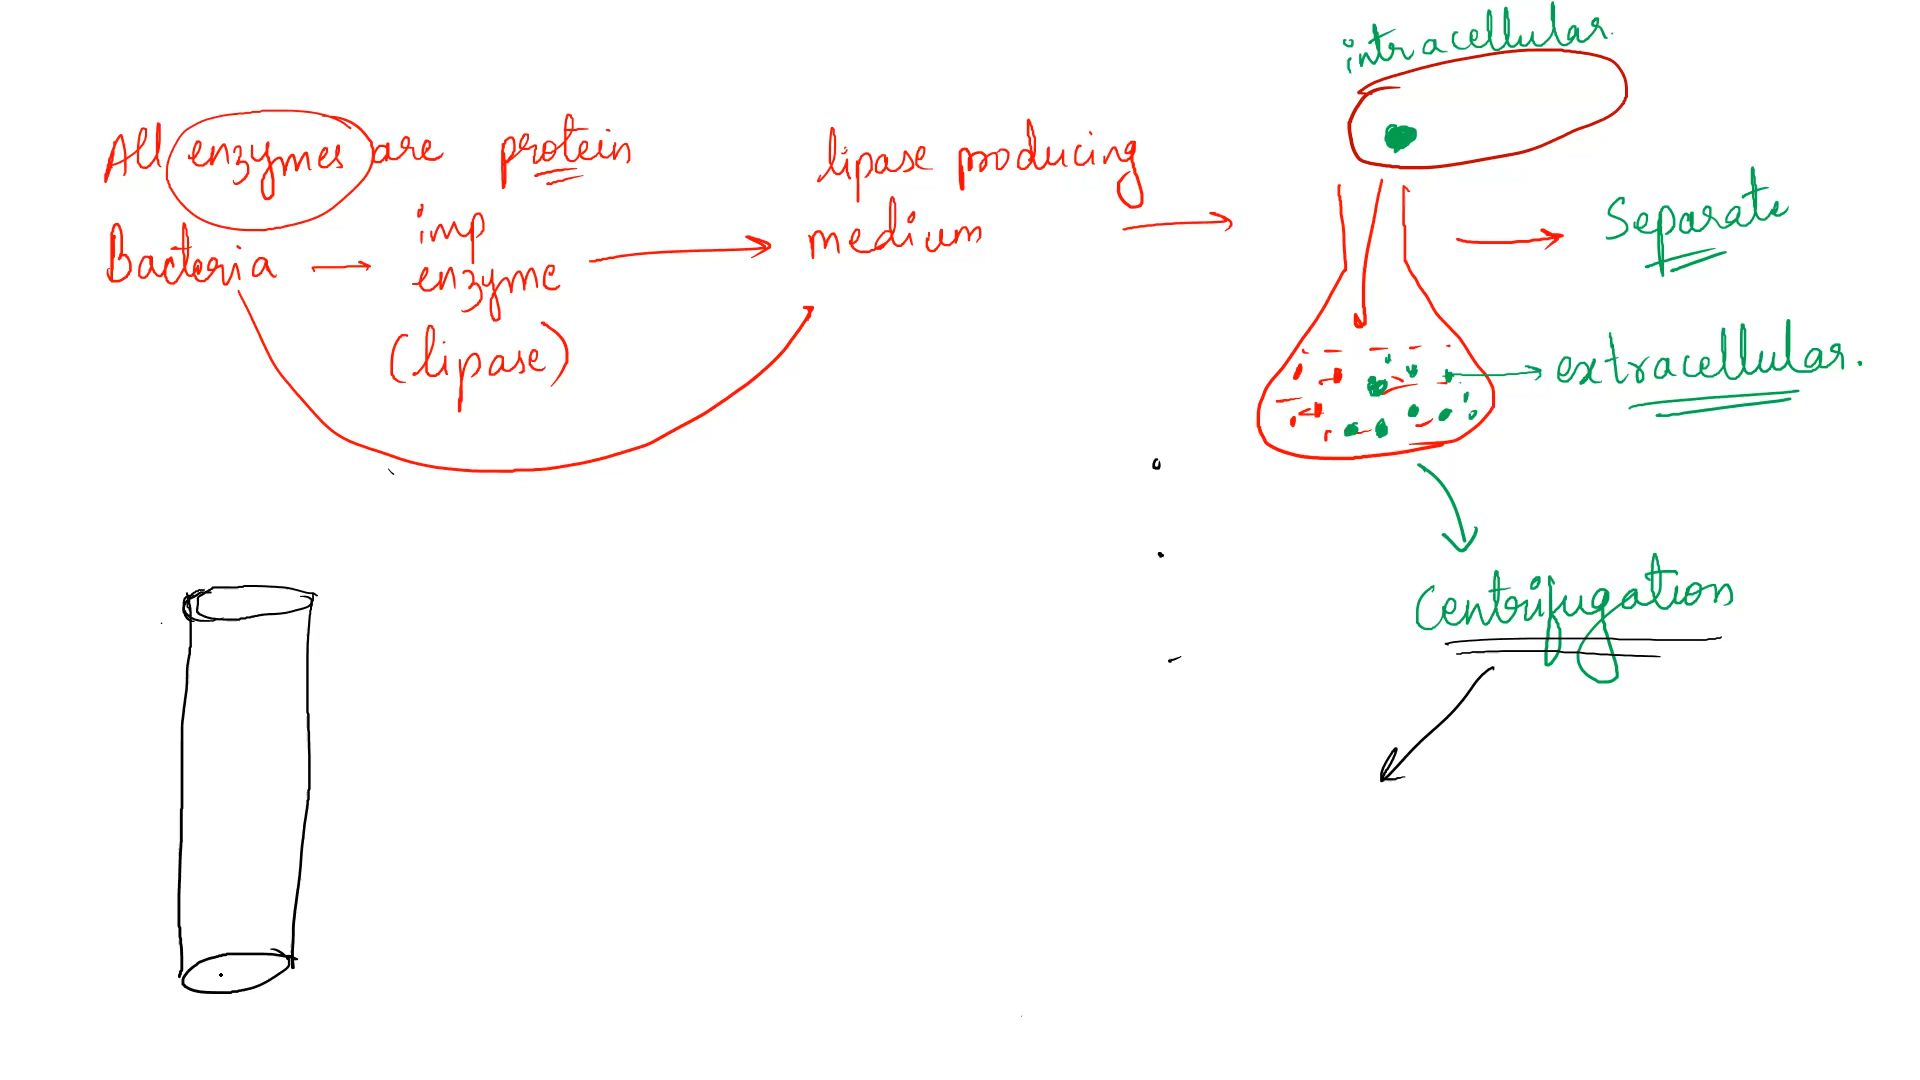 All enzymes are protein
Bacteria
imp
enzyme
(lipase)
lipase producing
medium
intracellular.
Separate
extracellular.
Centrifugation